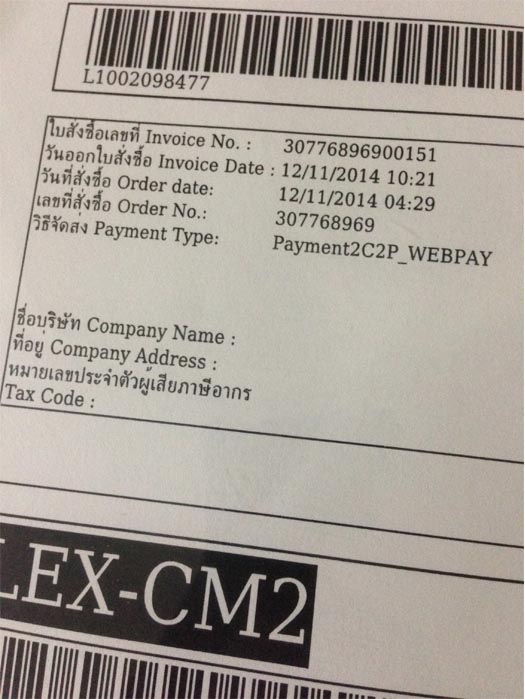 L1002098477
ใบสั่งซื้อเลขที่ Invoice No. : 30776896900151
วันออกใบสั่งซื้อ Invoice Date : 12/11/2014 10:21
วันที่สั่งซื้อ Order date: 12/11/2014 04:29
เลขที่สั่งซื้อ Order No.: 307768969
วิธีจัดส่ง Payment Type: Payment2C2P_WEBPAY
ชื่อบริษัท Company Name :
ที่อยู่ Company Address :
หมายเลขประจำตัวผู้เสียภาษีอากร
Tax Code :
LEX-CM2